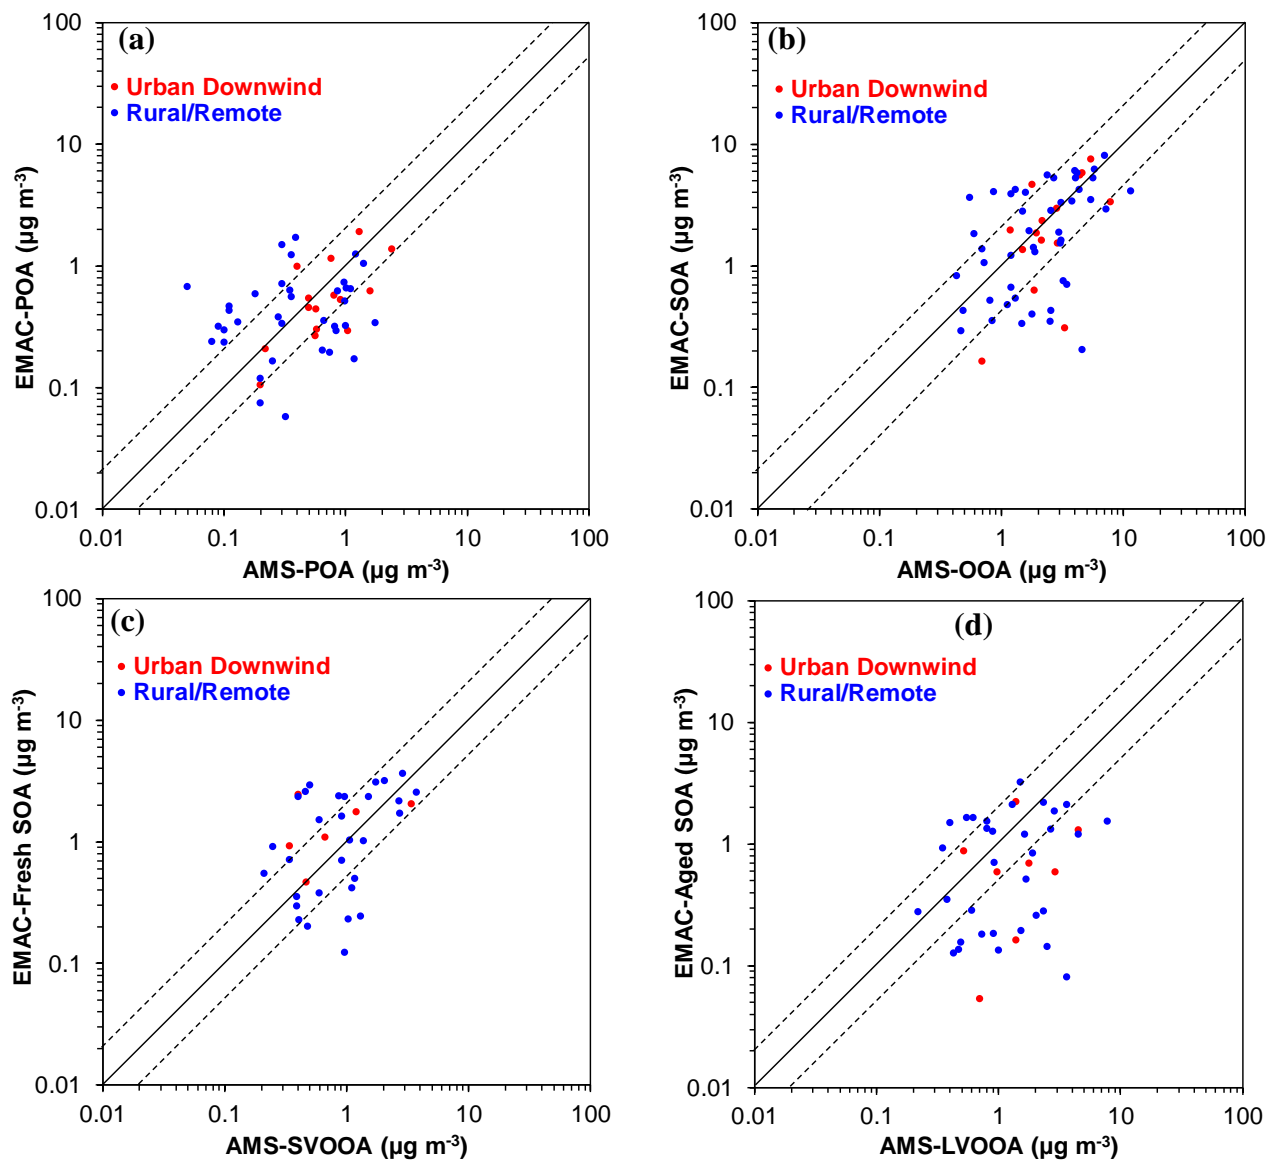 (a)
Urban Downwind
Rural/Remote
EMAC-POA (µg m-3)
100
10
1
0.1
0.01
0.01 0.1 1 10 100
AMS-POA (µg m-3)
(b)
Urban Downwind
Rural/Remote
EMAC-SOA (µg m-3)
100
10
1
0.1
0.01
0.01 0.1 1 10 100
AMS-OOA (µg m-3)
(c)
Urban Downwind
Rural/Remote
EMAC-Fresh SOA (µg m-3)
100
10
1
0.1
0.01
0.01 0.1 1 10 100
AMS-SVOOA (µg m-3)
(d)
Urban Downwind
Rural/Remote
EMAC-Aged SOA (µg m-3)
100
10
1
0.1
0.01
0.01 0.1 1 10 100
AMS-LVOOA (µg m-3)